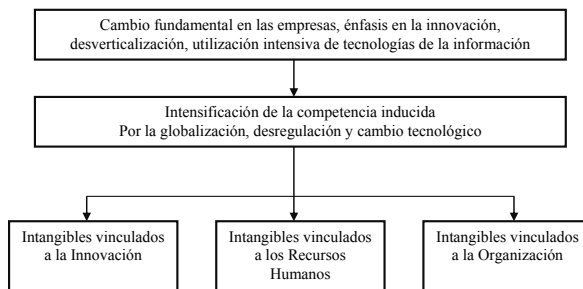 Cambio fundamental en las empresas, énfasis en la innovación,
desverticalización, utilización intensiva de tecnologías de la información
Intensificación de la competencia inducida
Por la globalización, desregulación y cambio tecnológico
Intangibles vinculados
a la Innovación
Intangibles vinculados
a los Recursos
Humanos
Intangibles vinculados
a la Organización